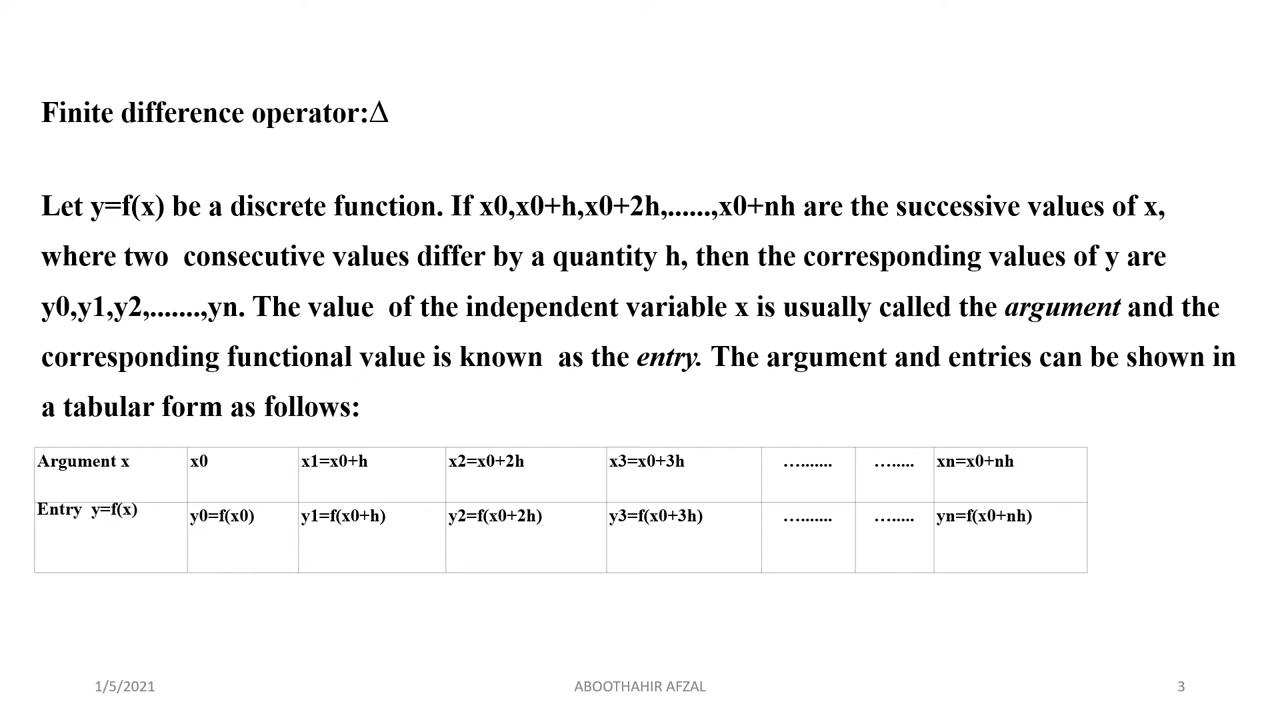 Finite difference operator:Δ
Let y=f(x) be a discrete function. If x0,x0+h,x0+2h,......,x0+nh are the successive values of x,
where two consecutive values differ by a quantity h, then the corresponding values of y are
y0,y1,y2,.......,yn. The value of the independent variable x is usually called the argument and the
corresponding functional value is known as the entry. The argument and entries can be shown in
a tabular form as follows:
Argument x x0 x1=x0+h x2=x0+2h x3=x0+3h …....... …..... xn=x0+nh
Entry y=f(x) y0=f(x0) y1=f(x0+h) y2=f(x0+2h) y3=f(x0+3h) …....... …..... yn=f(x0+nh)
1/5/2021 ABOOTHAHIR AFZAL 3